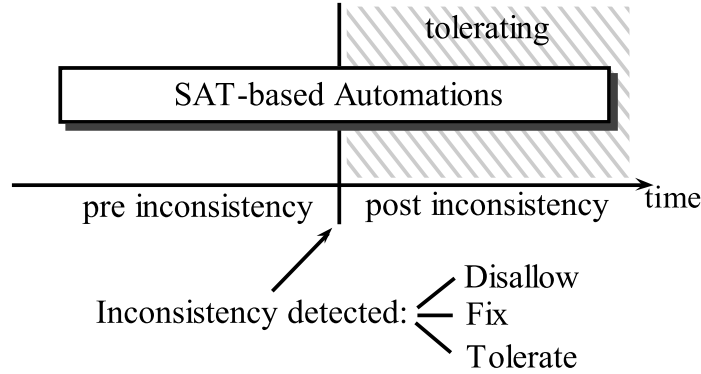 tolerating
SAT-based Automations
pre inconsistency
post inconsistency
time
Inconsistency detected:
Disallow
Fix
Tolerate